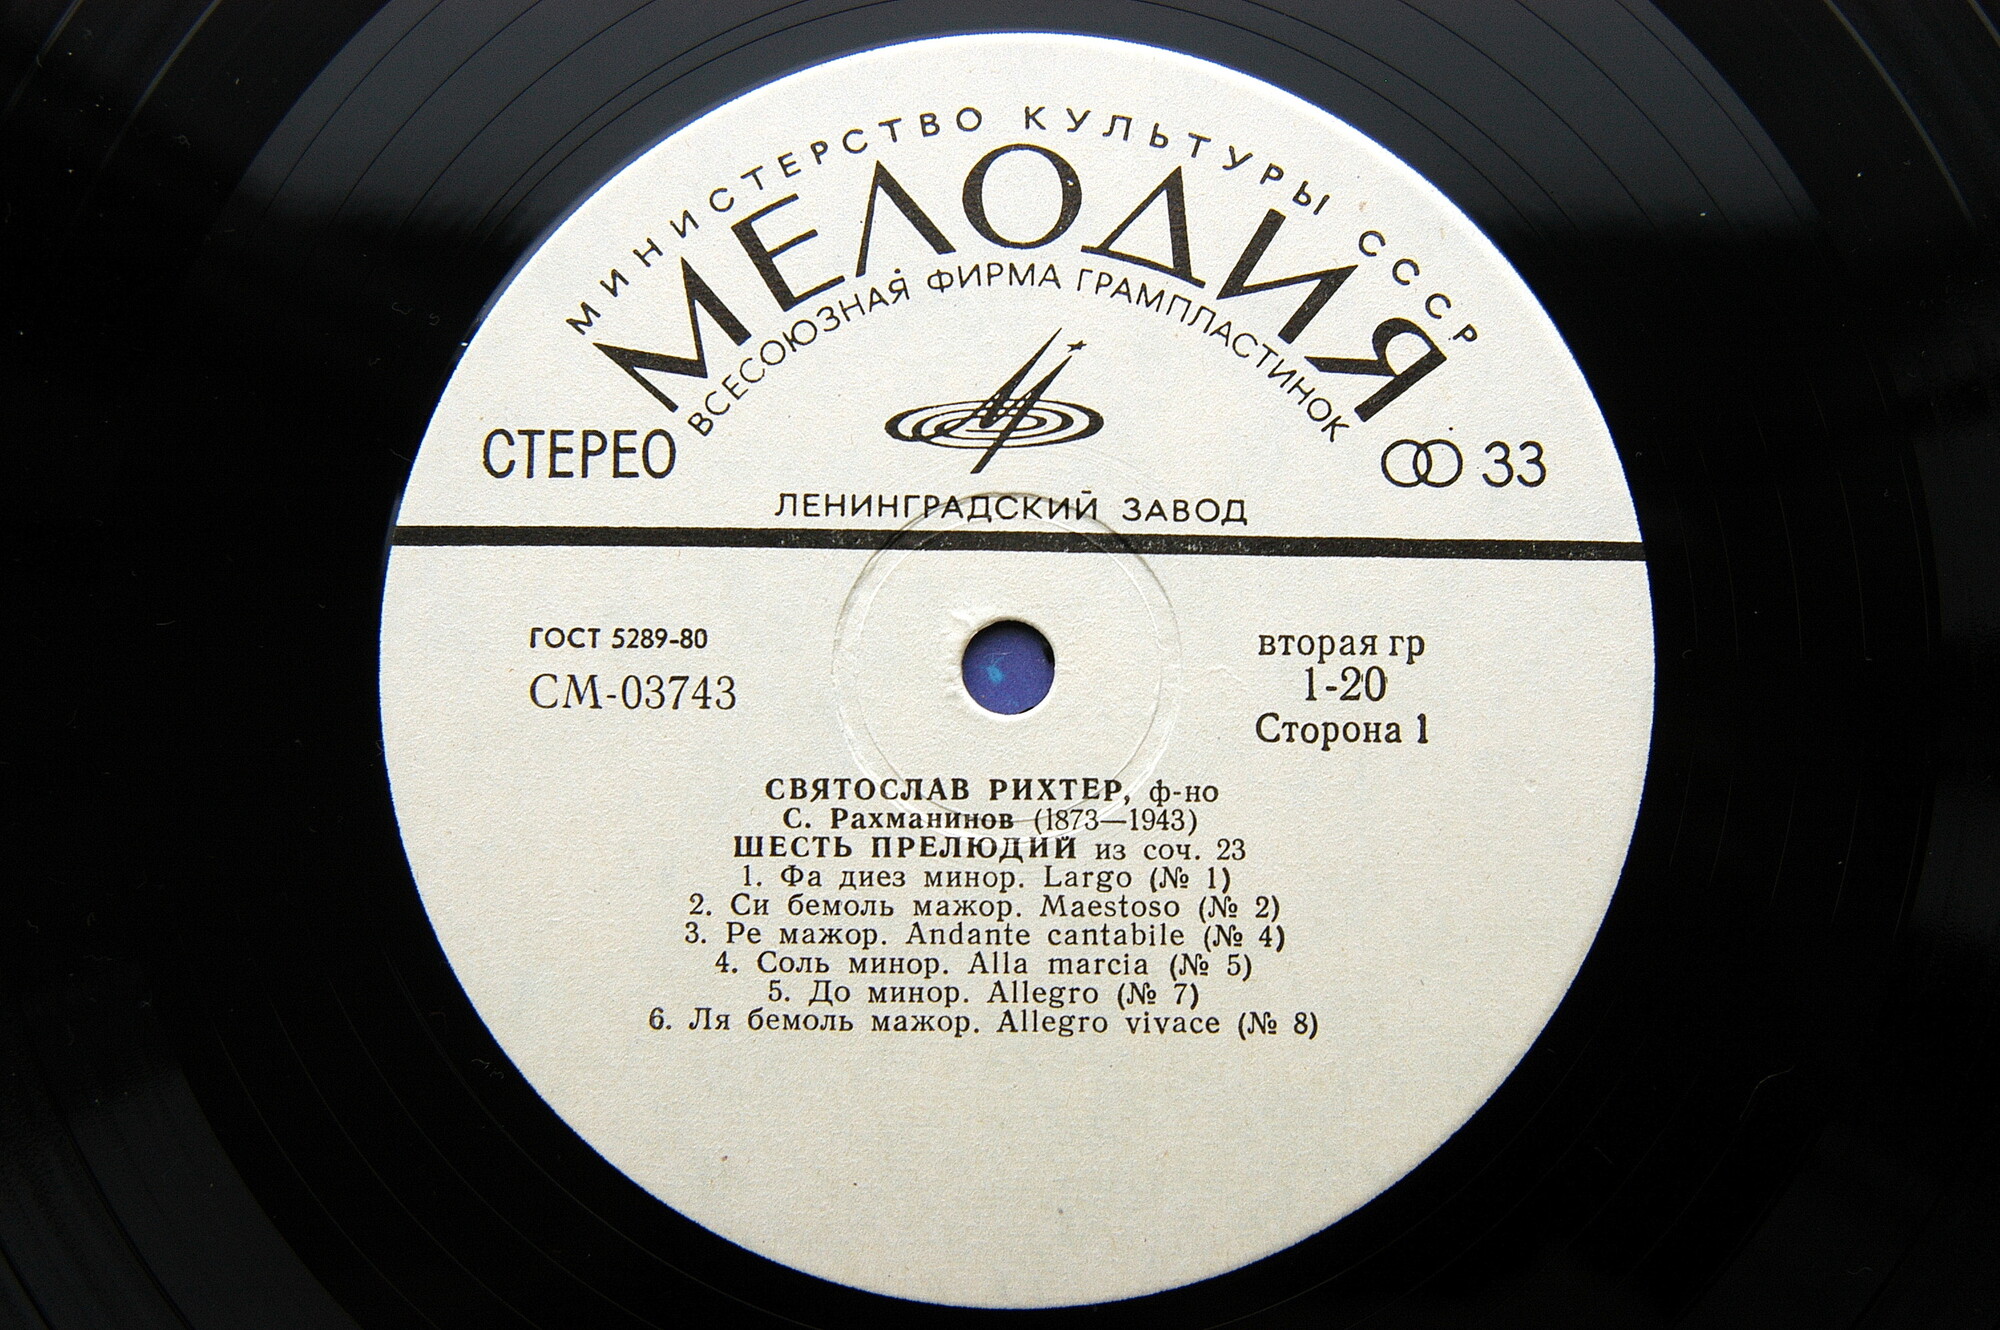 МИНИСТЕРСТВО КУЛЬТУРЫ СССР
МЕЛОДИЯ
ВСЕСОЮЗНАЯ ФИРМА ГРАМПЛАСТИНОК
СТЕРЕО
33
ЛЕНИНГРАДСКИЙ ЗАВОД
ГОСТ 5289-80
СМ-03743
вторая гр
1-20
Сторона 1
СВЯТОСЛАВ РИХТЕР, ф-но
С. Рахманинов (1873—1943)
ШЕСТЬ ПРЕЛЮДИЙ из соч. 23
1. Фа диез минор. Largo (№ 1)
2. Си бемоль мажор. Maestoso (№ 2)
3. Ре мажор. Andante cantabile (№ 4)
4. Соль минор. Alla marcia (№ 5)
5. До минор. Allegro (№ 7)
6. Ля бемоль мажор. Allegro vivace (№ 8)